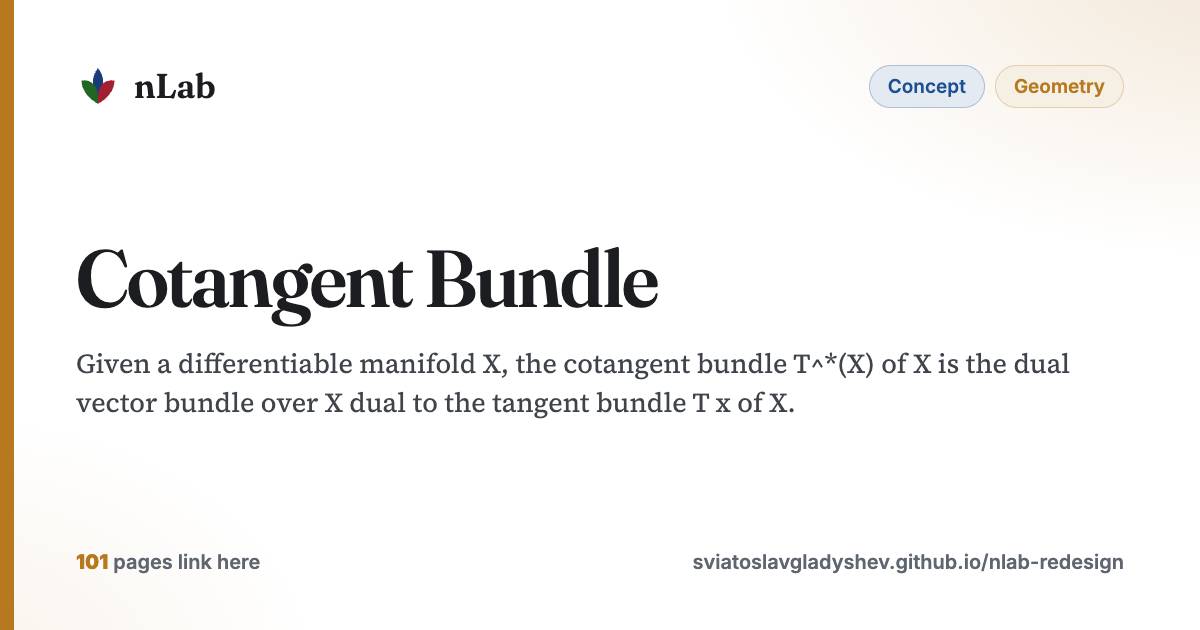 nLab
Concept
Geometry
Cotangent Bundle
Given a differentiable manifold X, the cotangent bundle T^*(X) of X is the dual
vector bundle over X dual to the tangent bundle T x of X.
101 pages link here
sviatoslavgladyshev.github.io/nlab-redesign